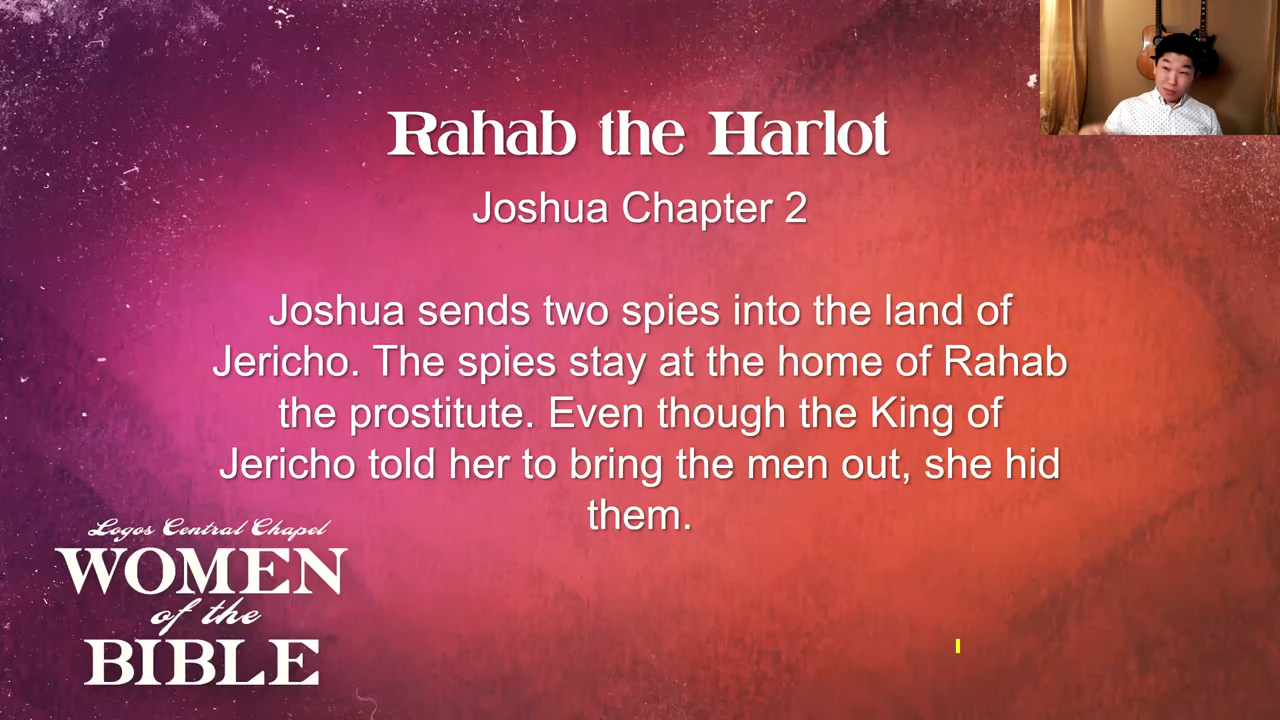 Rahab the Harlot
Joshua Chapter 2
Joshua sends two spies into the land of
Jericho. The spies stay at the home of Rahab
the prostitute. Even though the King of
Jericho told her to bring the men out, she hid
them.
Logos Central Chapel
WOMEN
of the
BIBLE